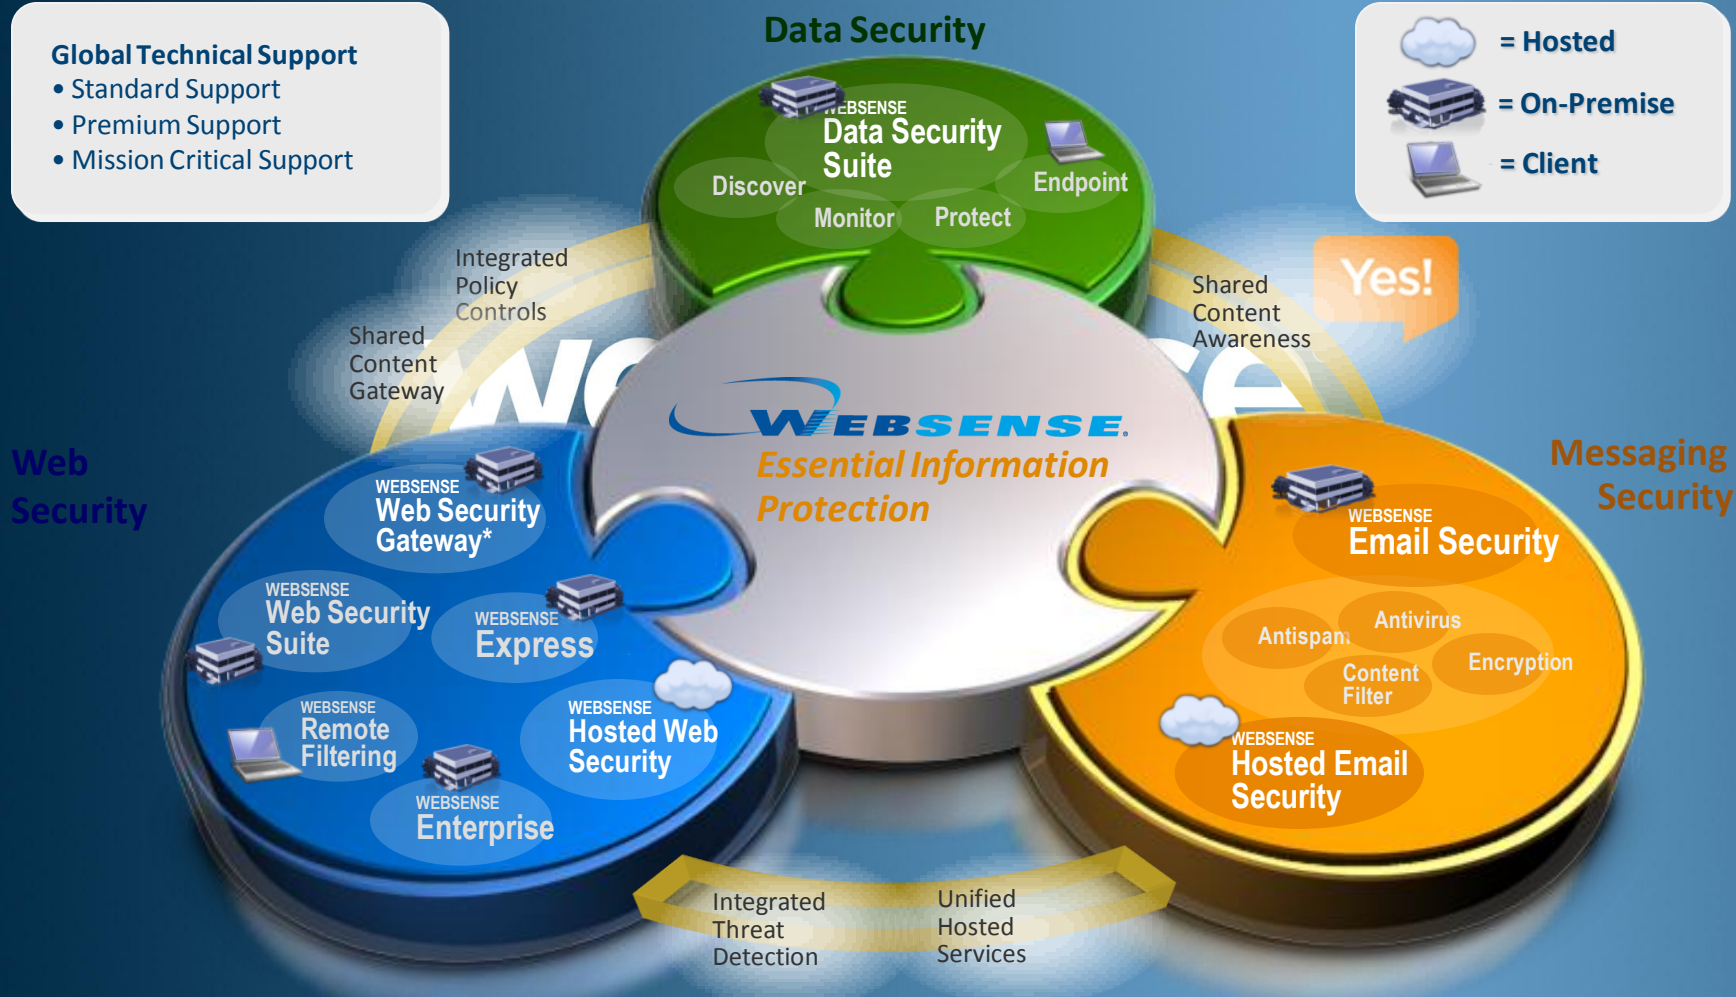 Global Technical Support
• Standard Support
• Premium Support
• Mission Critical Support
Data Security
= Hosted
= On-Premise
= Client
WEBSENSE
Data Security
Suite
Discover
Endpoint
Monitor
Protect
Integrated
Policy
Controls
Shared
Content
Gateway
Shared
Content
Awareness
Yes!
WEBSENSE.
Essential Information
Protection
Web
Security
WEBSENSE
Web Security
Gateway*
WEBSENSE
Web Security
Suite
WEBSENSE
Express
WEBSENSE
Remote
Filtering
WEBSENSE
Hosted Web
Security
WEBSENSE
Enterprise
Messaging
Security
WEBSENSE
Email Security
Antispam
Antivirus
Content
Filter
Encryption
WEBSENSE
Hosted Email
Security
Integrated
Threat
Detection
Unified
Hosted
Services